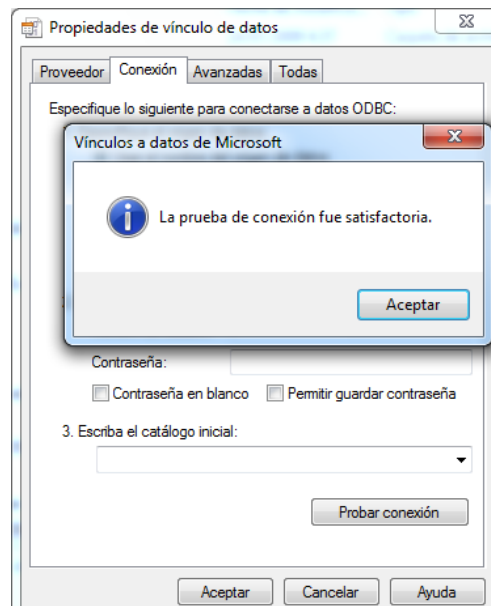 Propiedades de vínculo de datos
Proveedor Conexión Avanzadas Todas
Especifique lo siguiente para conectarse a datos ODBC:
Vínculos a datos de Microsoft
La prueba de conexión fue satisfactoria.
Aceptar
Contraseña:
Contraseña en blanco Permitir guardar contraseña
3. Escriba el catálogo inicial:
Probar conexión
Aceptar Cancelar Ayuda